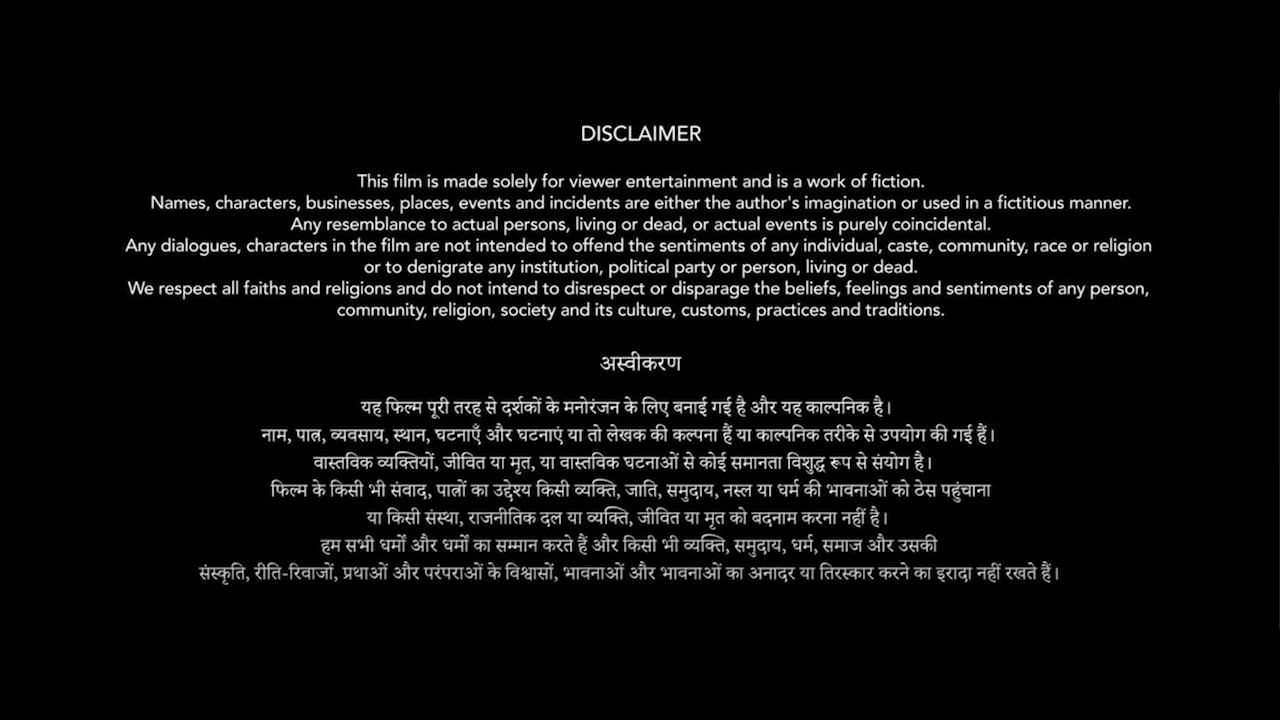 DISCLAIMER
This film is made solely for viewer entertainment and is a work of fiction.
Names, characters, businesses, places, events and incidents are either the author's imagination or used in a fictitious manner.
Any resemblance to actual persons, living or dead, or actual events is purely coincidental.
Any dialogues, characters in the film are not intended to offend the sentiments of any individual, caste, community, race or religion
or to denigrate any institution, political party or person, living or dead.
We respect all faiths and religions and do not intend to disrespect or disparage the beliefs, feelings and sentiments of any person,
community, religion, society and its culture, customs, practices and traditions.
अस्वीकरण
यह फिल्म पूरी तरह से दर्शकों के मनोरंजन के लिए बनाई गई है और यह काल्पनिक है।
नाम, पात्र, व्यवसाय, स्थान, घटनाएँ और घटनाएं या तो लेखक की कल्पना हैं या काल्पनिक तरीके से उपयोग की गई हैं।
वास्तविक व्यक्तियों, जीवित या मृत, या वास्तविक घटनाओं से कोई समानता विशुद्ध रूप से संयोग है।
फिल्म के किसी भी संवाद, पात्रों का उद्देश्य किसी व्यक्ति, जाति, समुदाय, नस्ल या धर्म की भावनाओं को ठेस पहुंचाना
या किसी संस्था, राजनीतिक दल या व्यक्ति, जीवित या मृत को बदनाम करना नहीं है।
हम सभी धर्मों और धर्मों का सम्मान करते हैं और किसी भी व्यक्ति, समुदाय, धर्म, समाज और उसकी
संस्कृति, रीति-रिवाजों, प्रथाओं और परंपराओं के विश्वासों, भावनाओं और भावनाओं का अनादर या तिरस्कार करने का इरादा नहीं रखते हैं।